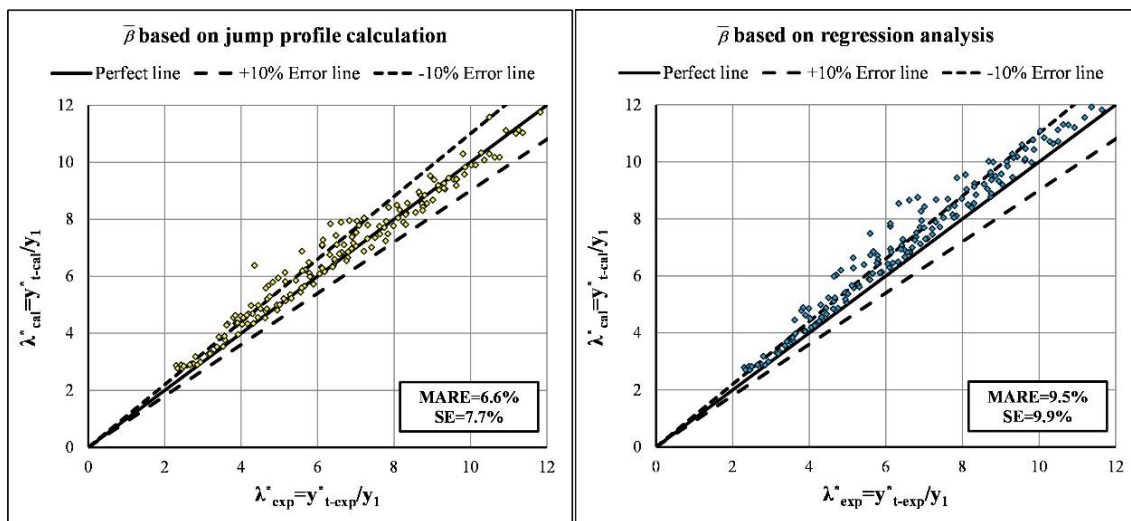 β̅ based on jump profile calculation
Perfect line +10% Error line -10% Error line
12
10
8
6
4
2
0
λ*cal=y*t-cal/y1
MARE=6.6%
SE=7.7%
0 2 4 6 8 10 12
λ*exp=y*t-exp/y1
β̅ based on regression analysis
Perfect line +10% Error line -10% Error line
12
10
8
6
4
2
0
λ*cal=y*t-cal/y1
MARE=9.5%
SE=9.9%
0 2 4 6 8 10 12
λ*exp=y*t-exp/y1